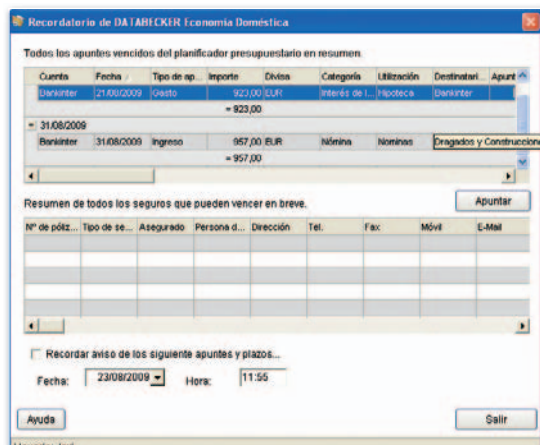 Recordatorio de DATABECKER Economía Doméstica
Todos los apuntes vencidos del planificador presupuestario en resumen.
Cuenta Fecha Tipo de ap... Importe Divisa Categoría Utilización Destinatari... Apunt
Bankinter 21/08/2009 Gasto 923,00 EUR Interés de l... Hipoteca Bankinter
= 923,00
31/08/2009
Bankinter 31/08/2009 Ingreso 957,00 EUR Nómina Nominas Dragados y Construccione
= 957,00
Resumen de todos los seguros que pueden vencer en breve.
Apuntar
Nº de póliz... Tipo de se... Asegurado Persona d... Dirección Tel. Fax Móvil E-Mail
Recordar aviso de los siguiente apuntes y plazos...
Fecha: 23/08/2009 Hora: 11:55
Ayuda Salir